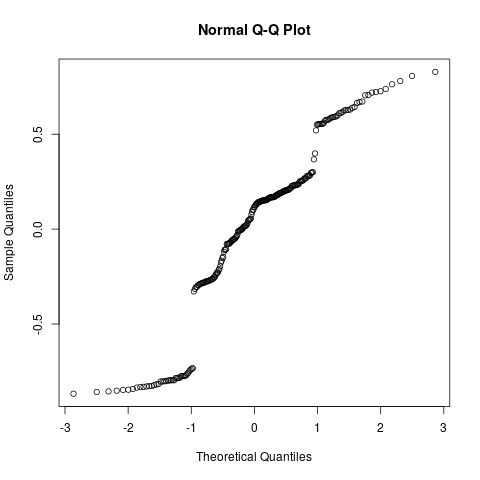 Normal Q-Q Plot
Sample Quantiles
0.5
0.0
-0.5
-3 -2 -1 0 1 2 3
Theoretical Quantiles